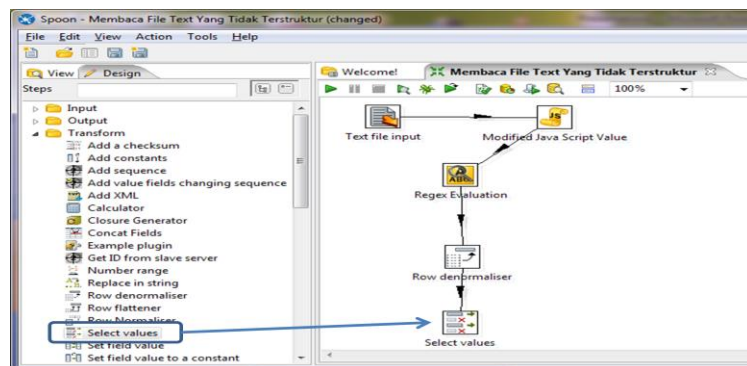 Spoon - Membaca File Text Yang Tidak Terstruktur (changed)
File Edit View Action Tools Help
View Design
Steps
Input
Output
Transform
Add a checksum
Add constants
Add sequence
Add value fields changing sequence
Add XML
Calculator
Closure Generator
Concat Fields
Example plugin
Get ID from slave server
Number range
Replace in string
Row denormaliser
Row flattener
Row Normaliser
Select values
Set field value
Set field value to a constant
Welcome! Membaca File Text Yang Tidak Terstruktur
100%
Text file input
JS
Modified Java Script Value
Regex Evaluation
Row denormaliser
Select values